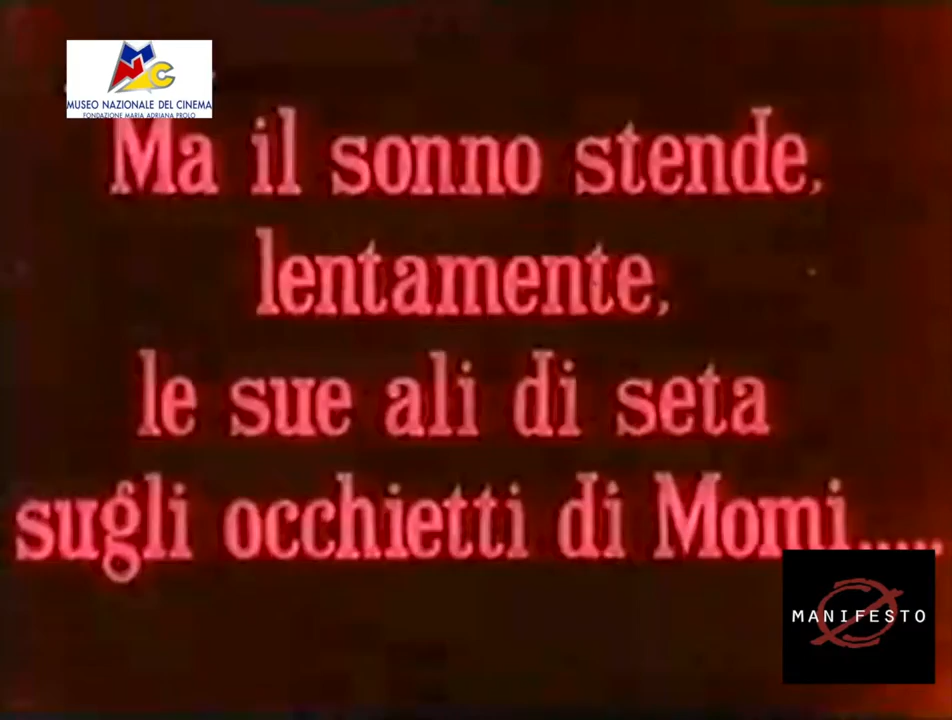 MUSEO NAZIONALE DEL CINEMA
FONDAZIONE MARIA ADRIANA PROLO
Ma il sonno stende,
lentamente,
le sue ali di seta
sugli occhietti di Momi.....
MANIFESTO